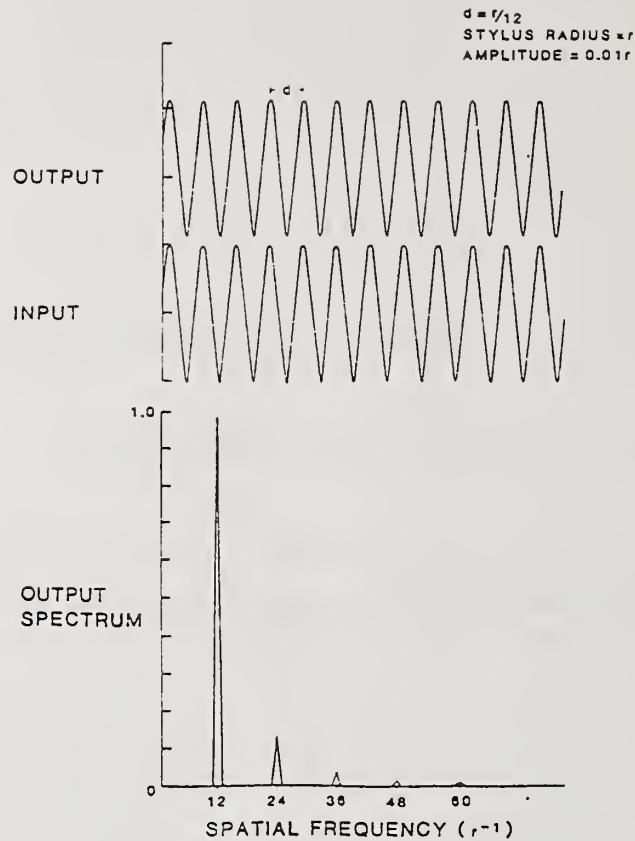 d = r/12
STYLUS RADIUS = r
AMPLITUDE = 0.01r
d
OUTPUT
INPUT
1.0
OUTPUT
SPECTRUM
0
12 24 36 48 60
SPATIAL FREQUENCY (r⁻¹)